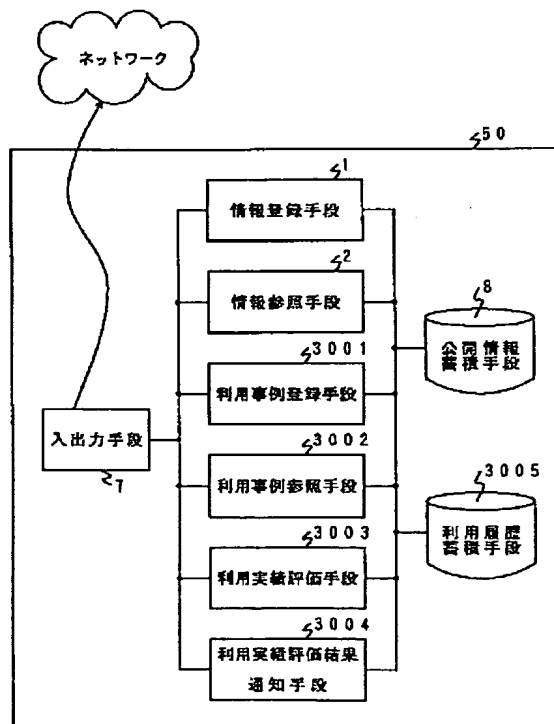 ネットワーク
50
1
情報登録手段
2
情報参照手段
8
公開情報
蓄積手段
3001
利用事例登録手段
入出力手段
7
3002
利用事例参照手段
3005
利用履歴
蓄積手段
3003
利用実績評価手段
3004
利用実績評価結果
通知手段